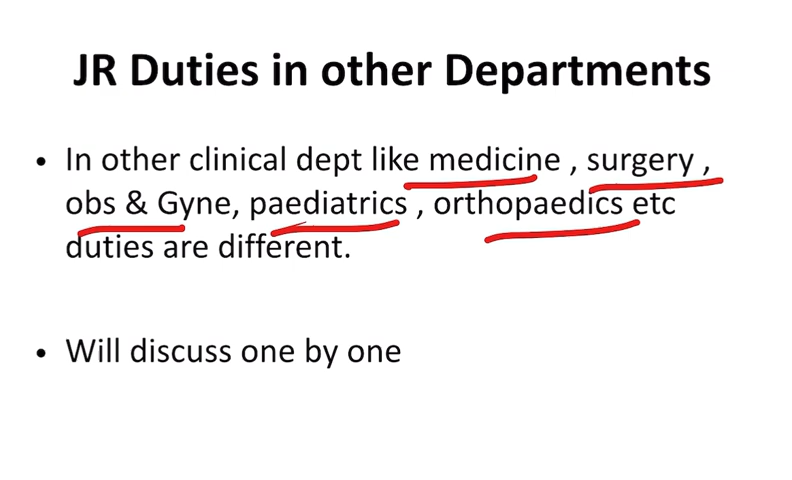 JR Duties in other Departments
• In other clinical dept like medicine , surgery ,
obs & Gyne, paediatrics , orthopaedics etc
duties are different.
• Will discuss one by one